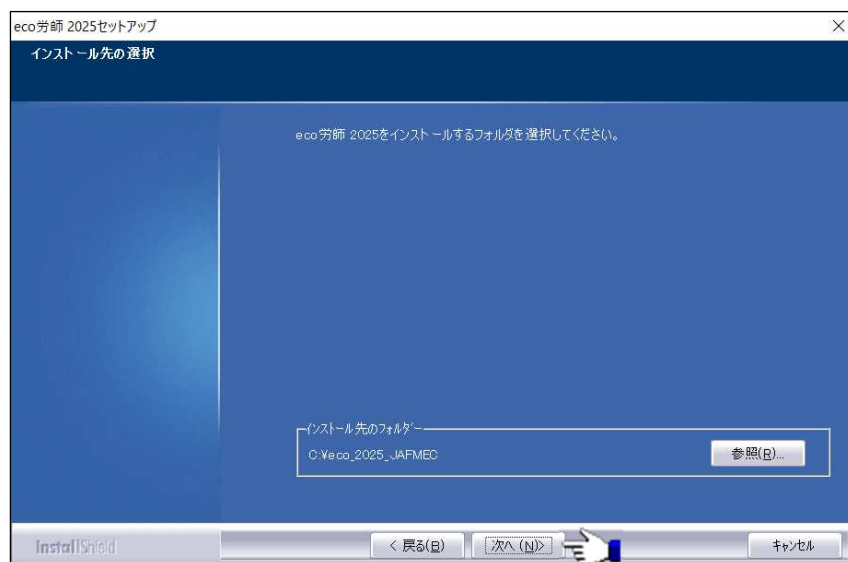 eco労師 2025セットアップ
インストール先の選択
eco労師 2025をインストールするフォルダを選択してください。
インストール先のフォルダー
C:¥eco_2025_JAFMEC
参照(R)...
InstallShield
< 戻る(B)
次へ (N)>
キャンセル